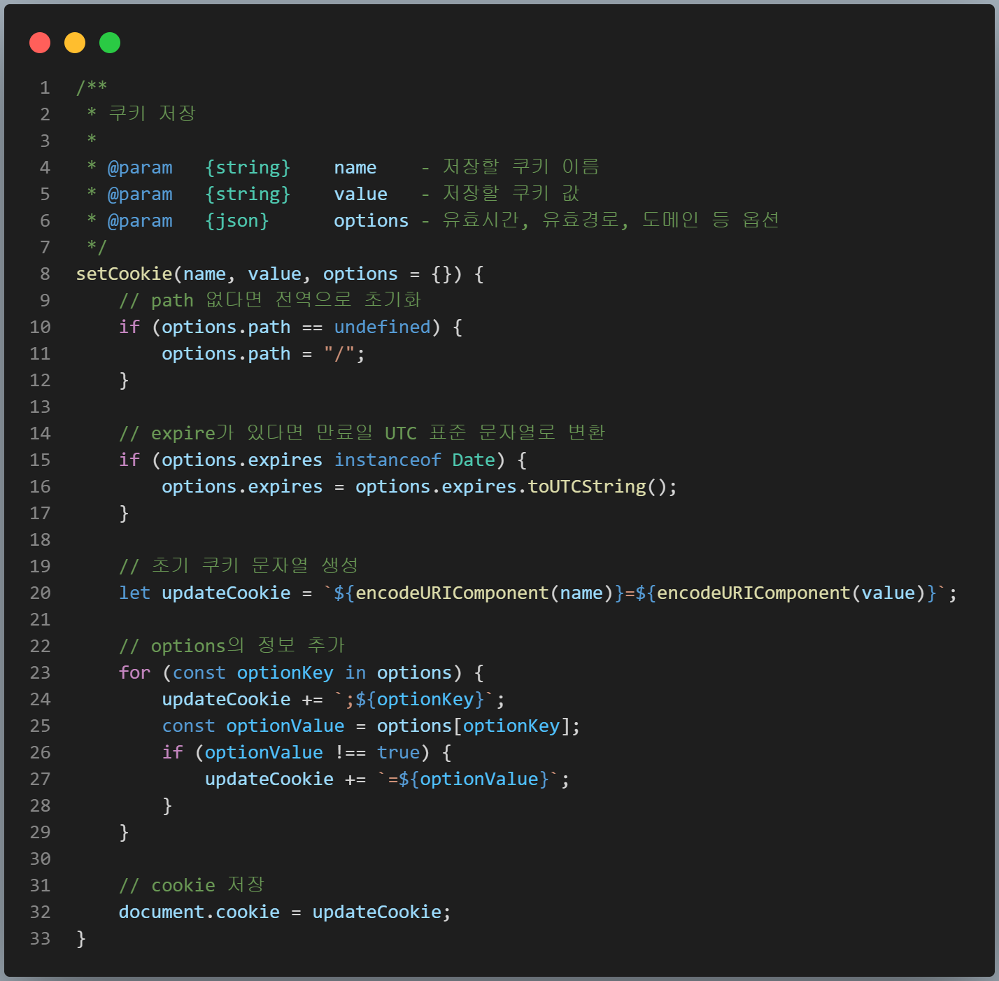 1 /**
2  * 쿠키 저장
3  *
4  * @param   {string}    name    - 저장할 쿠키 이름
5  * @param   {string}    value   - 저장할 쿠키 값
6  * @param   {json}      options - 유효시간, 유효경로, 도메인 등 옵션
7  */
8 setCookie(name, value, options = {}) {
9     // path 없다면 전역으로 초기화
10     if (options.path == undefined) {
11         options.path = "/";
12     }
13
14     // expire가 있다면 만료일 UTC 표준 문자열로 변환
15     if (options.expires instanceof Date) {
16         options.expires = options.expires.toUTCString();
17     }
18
19     // 초기 쿠키 문자열 생성
20     let updateCookie = `${encodeURIComponent(name)}=${encodeURIComponent(value)}`;
21
22     // options의 정보 추가
23     for (const optionKey in options) {
24         updateCookie += `;${optionKey}`;
25         const optionValue = options[optionKey];
26         if (optionValue !== true) {
27             updateCookie += `=${optionValue}`;
28         }
29     }
30
31     // cookie 저장
32     document.cookie = updateCookie;
33 }